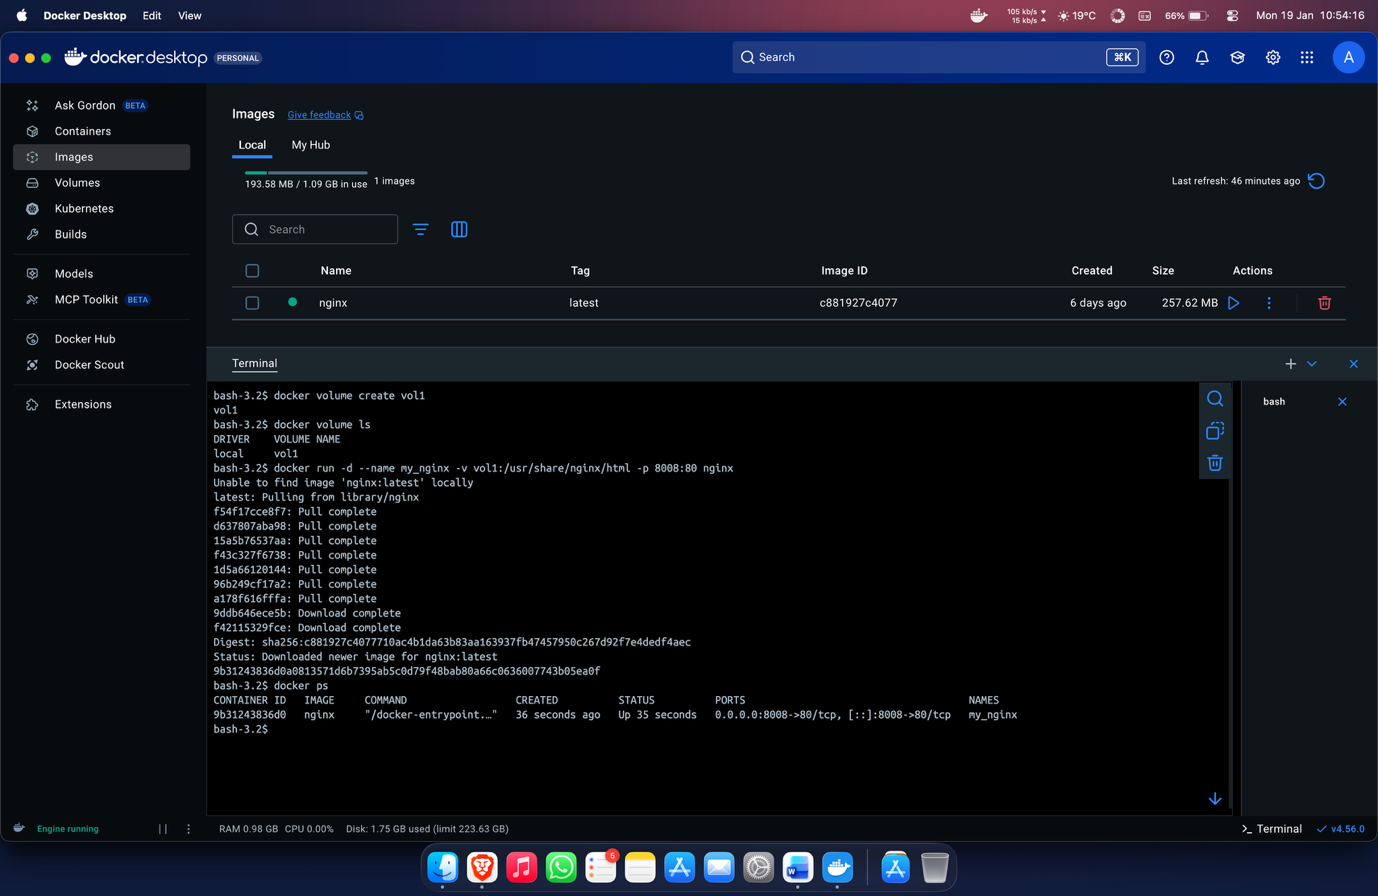 Docker Desktop Edit View
105 kb/s
15 kb/s
19°C
66%
Mon 19 Jan 10:54:16
docker.desktop PERSONAL
Search ⌘K
A
Ask Gordon BETA
Containers
Images
Volumes
Kubernetes
Builds
Models
MCP Toolkit BETA
Docker Hub
Docker Scout
Extensions
Images Give feedback
Local My Hub
193.58 MB / 1.09 GB in use 1 images
Last refresh: 46 minutes ago
Search
Name Tag Image ID Created Size Actions
nginx latest c881927c4077 6 days ago 257.62 MB
Terminal
bash
bash-3.2$ docker volume create vol1
vol1
bash-3.2$ docker volume ls
DRIVER    VOLUME NAME
local     vol1
bash-3.2$ docker run -d --name my_nginx -v vol1:/usr/share/nginx/html -p 8008:80 nginx
Unable to find image 'nginx:latest' locally
latest: Pulling from library/nginx
f54f17cce8f7: Pull complete
d637807aba98: Pull complete
15a5b76537aa: Pull complete
f43c327f6738: Pull complete
1d5a66120144: Pull complete
96b249cf17a2: Pull complete
a178f616fffa: Pull complete
9ddb646ece5b: Download complete
f42115329fce: Download complete
Digest: sha256:c881927c4077710ac4b1da63b83aa163937fb47457950c267d92f7e4dedf4aec
Status: Downloaded newer image for nginx:latest
9b31243836d0a0813571d6b7395ab5c0d79f48bab80a66c0636007743b05ea0f
bash-3.2$ docker ps
CONTAINER ID   IMAGE     COMMAND                  CREATED          STATUS          PORTS                                     NAMES
9b31243836d0   nginx     "/docker-entrypoint.…"   36 seconds ago   Up 35 seconds   0.0.0.0:8008->80/tcp, [::]:8008->80/tcp   my_nginx
bash-3.2$
Engine running
RAM 0.98 GB CPU 0.00% Disk: 1.75 GB used (limit 223.63 GB)
Terminal v4.56.0
5
W